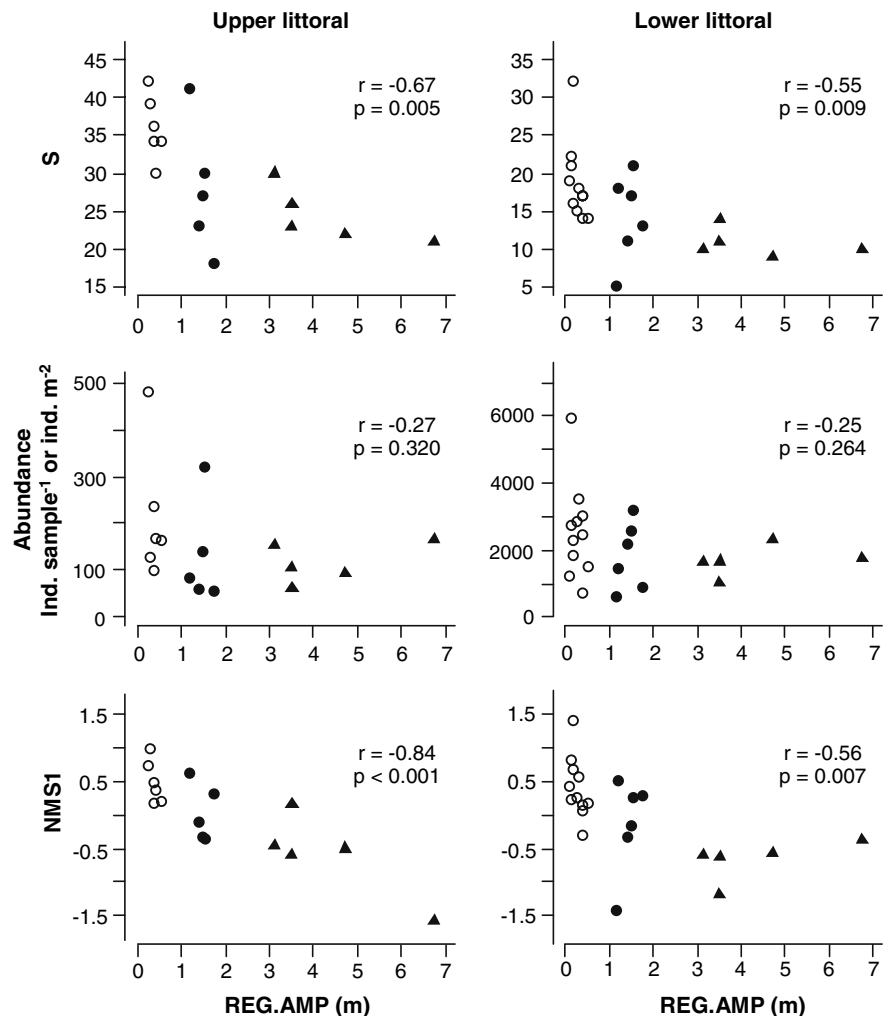 Upper littoral
Lower littoral
S
45
40
35
30
25
20
15
r = -0.67
p = 0.005
0 1 2 3 4 5 6 7
35
30
25
20
15
10
5
r = -0.55
p = 0.009
0 1 2 3 4 5 6 7
Abundance
Ind. sample⁻¹ or ind. m⁻²
500
300
100
0
r = -0.27
p = 0.320
0 1 2 3 4 5 6 7
6000
4000
2000
0
r = -0.25
p = 0.264
0 1 2 3 4 5 6 7
NMS1
1.5
0.5
-0.5
-1.5
r = -0.84
p < 0.001
0 1 2 3 4 5 6 7
REG.AMP (m)
1.5
0.5
-0.5
-1.5
r = -0.56
p = 0.007
0 1 2 3 4 5 6 7
REG.AMP (m)